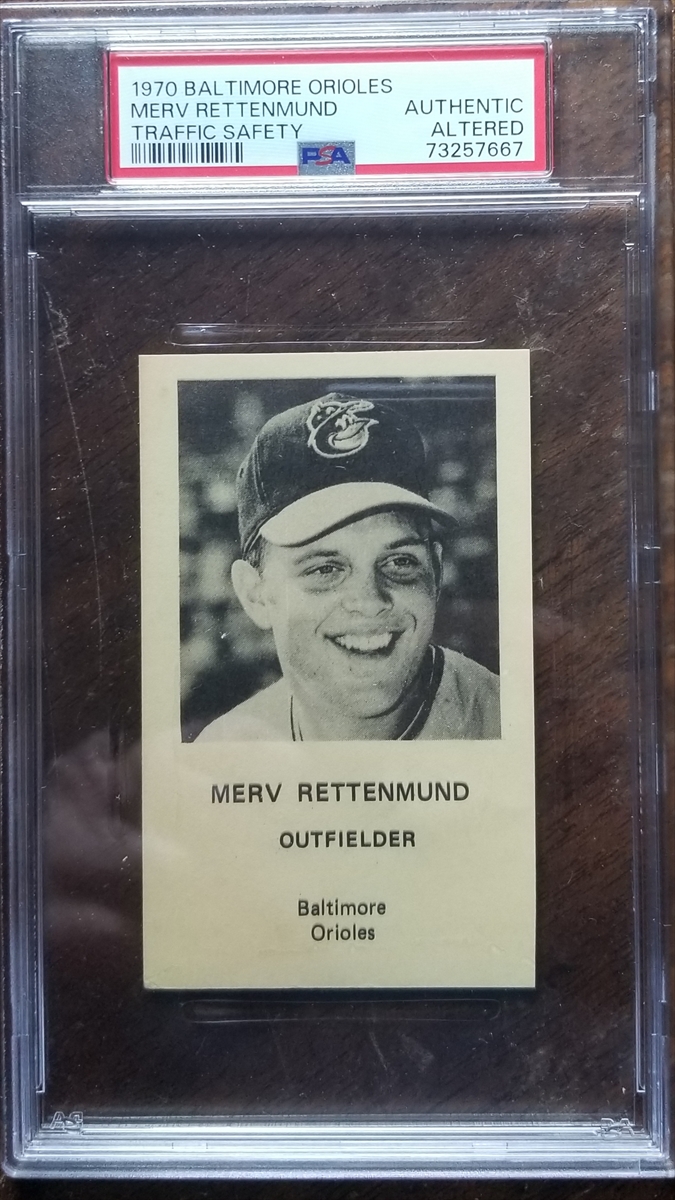 1970 BALTIMORE ORIOLES
MERV RETTENMUND AUTHENTIC
TRAFFIC SAFETY ALTERED
PSA 73257667
MERV RETTENMUND
OUTFIELDER
Baltimore
Orioles